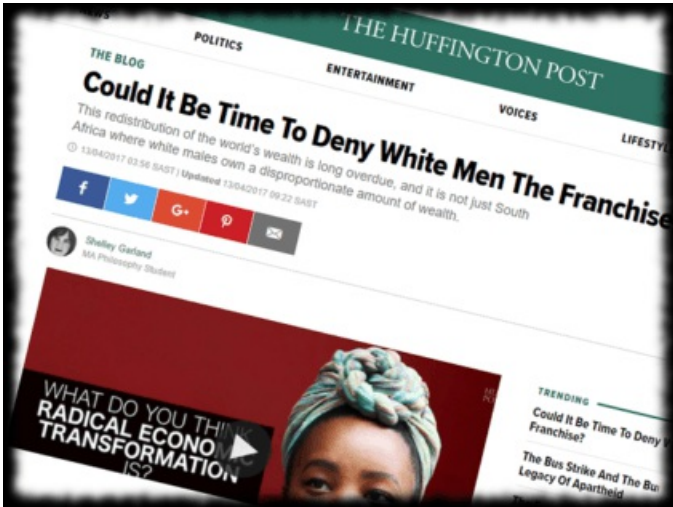 NEWS
POLITICS
ENTERTAINMENT
VOICES
THE HUFFINGTON POST
THE BLOG
Could It Be Time To Deny White Men The Franchise
This redistribution of the world's wealth is long overdue, and it is not just South
Africa where white males own a disproportionate amount of wealth.
13/04/2017 03:56 SAST | Updated 13/04/2017 09:22 SAST
f
G+
Shelley Garland
MA Philosophy Student
WHAT DO YOU THINK
RADICAL ECONO
TRANSFORMATION
IS?
TRENDING
Could It Be Time To Deny
Franchise?
The Bus Strike And The
Legacy Of Apartheid